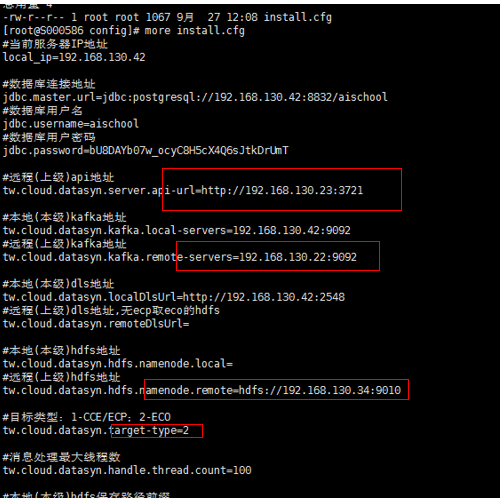 -rw-r--r-- 1 root root 1067 9月  27 12:08 install.cfg
[root@S000586 config]# more install.cfg
#当前服务器IP地址
local_ip=192.168.130.42
#数据库连接地址
jdbc.master.url=jdbc:postgresql://192.168.130.42:8832/aischool
#数据库用户名
jdbc.username=aischool
#数据库用户密码
jdbc.password=bU8DAYb07w_ocyC8H5cX4Q6sJtkDrUmT
#远程(上级)api地址
tw.cloud.datasyn.server.api-url=http://192.168.130.23:3721
#本地(本级)kafka地址
tw.cloud.datasyn.kafka.local-servers=192.168.130.42:9092
#远程(上级)kafka地址
tw.cloud.datasyn.kafka.remote-servers=192.168.130.22:9092
#本地(本级)dls地址
tw.cloud.datasyn.localDlsUrl=http://192.168.130.42:2548
#远程(上级)dls地址,无ecp取eco的hdfs
tw.cloud.datasyn.remoteDlsUrl=
#本地(本级)hdfs地址
tw.cloud.datasyn.hdfs.namenode.local=
#远程(上级)hdfs地址
tw.cloud.datasyn.hdfs.namenode.remote=hdfs://192.168.130.34:9010
#目标类型：1-CCE/ECP；2-ECO
tw.cloud.datasyn.target-type=2
#消息处理最大线程数
tw.cloud.datasyn.handle.thread.count=100
#本地(本级)hdfs保存路径前缀